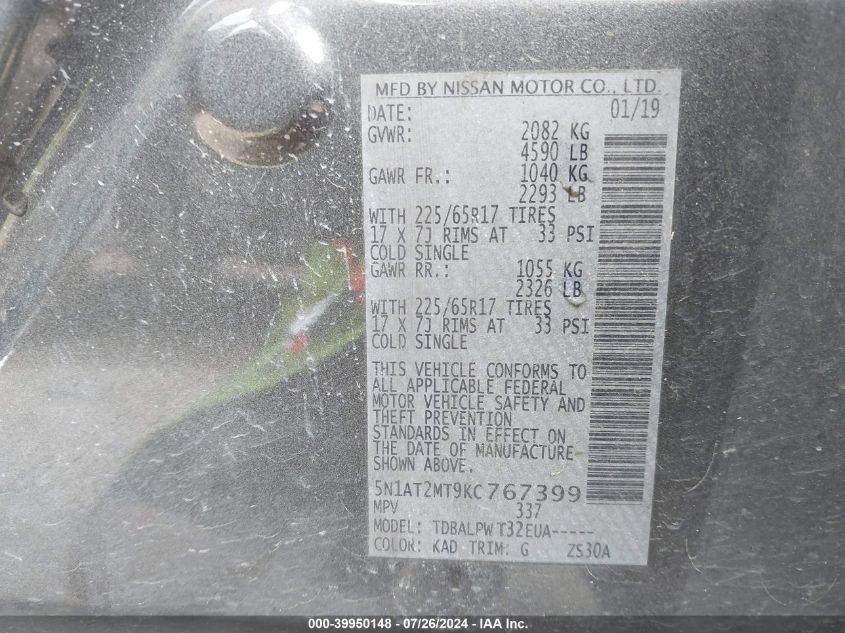 MFD BY NISSAN MOTOR CO., LTD.
DATE: 01/19
GVWR: 2082 KG
4590 LB
GAWR FR.: 1040 KG
2293 LB
WITH 225/65R17 TIRES
17 X 7J RIMS AT 33 PSI
COLD SINGLE
GAWR RR.: 1055 KG
2326 LB
WITH 225/65R17 TIRES
17 X 7J RIMS AT 33 PSI
COLD SINGLE
THIS VEHICLE CONFORMS TO
ALL APPLICABLE FEDERAL
MOTOR VEHICLE SAFETY AND
THEFT PREVENTION
STANDARDS IN EFFECT ON
THE DATE OF MANUFACTURE
SHOWN ABOVE.
5N1AT2MT9KC767399
MPV 337
MODEL: TDBALPW T32EUA-----
COLOR: KAD TRIM: G ZS30A
000-39950148 - 07/26/2024 - IAA Inc.